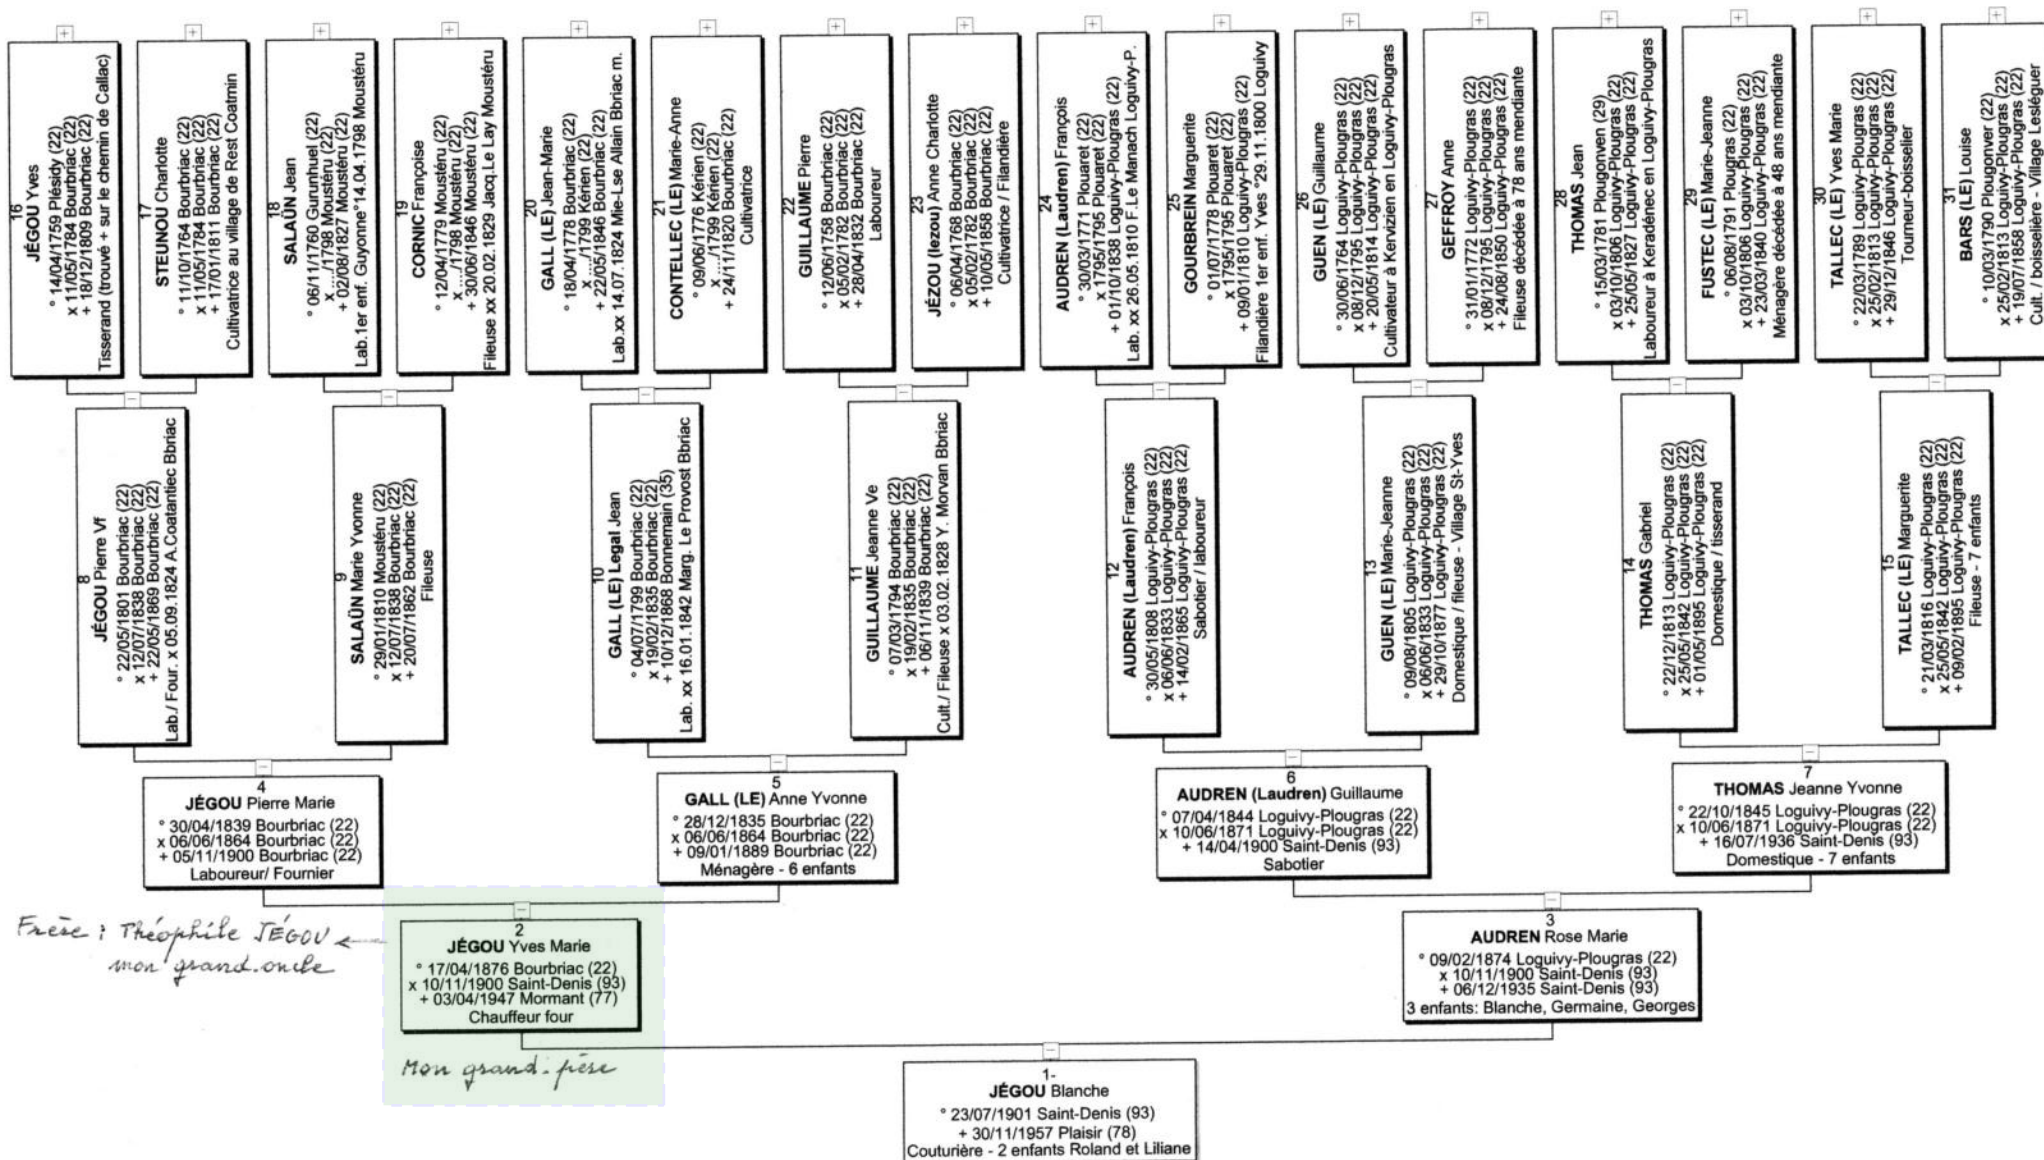 16
JÉGOU Yves
° 14/04/1759 Plésidy (22)
x 11/05/1784 Bourbriac (22)
+ 18/12/1809 Bourbriac (22)
Tisserand (trouvé + sur le chemin de Callac)
17
STEUNOU Charlotte
° 11/10/1764 Bourbriac (22)
x 11/05/1784 Bourbriac (22)
+ 17/01/1811 Bourbriac (22)
Cultivatrice au village de Rest Coatmin
18
SALAÜN Jean
° 06/11/1760 Gurunhuel (22)
x ..../1798 Moustéru (22)
+ 02/08/1827 Moustéru (22)
Lab.1er enf. Guyonne°14.04.1798 Moustéru
19
CORNIC Françoise
° 12/04/1779 Moustéru (22)
x ..../1798 Moustéru (22)
+ 30/06/1846 Moustéru (22)
Fileuse xx 20.02.1829 Jacq.Le Lay Moustéru
20
GALL (LE) Jean-Marie
° 18/04/1778 Bourbriac (22)
x ..../1799 Kérien (22)
+ 22/05/1846 Bourbriac (22)
Lab.xx 14.07.1824 Mie-Lse Allain Bbriac m.
21
CONTELLEC (LE) Marie-Anne
° 09/06/1776 Kérien (22)
x ..../1799 Kérien (22)
+ 24/11/1820 Bourbriac (22)
Cultivatrice
22
GUILLAUME Pierre
° 12/06/1758 Bourbriac (22)
x 05/02/1782 Bourbriac (22)
+ 28/04/1832 Bourbriac (22)
Laboureur
23
JÉZOU (Iezou) Anne Charlotte
° 06/04/1768 Bourbriac (22)
x 05/02/1782 Bourbriac (22)
+ 10/05/1858 Bourbriac (22)
Cultivatrice / Filandière
24
AUDREN (Laudren) François
° 30/03/1771 Plouaret (22)
x 1795/1795 Plouaret (22)
+ 01/10/1838 Loguivy-Plougras (22)
Lab. xx 26.05.1810 F.Le Manach Loguivy-P.
25
GOURBREIN Marguerite
° 01/07/1778 Plouaret (22)
x 1795/1795 Plouaret (22)
+ 09/01/1810 Loguivy-Plougras (22)
Filandière 1er enf. Yves °29.11.1800 Loguivy
26
GUEN (LE) Guillaume
° 30/06/1764 Loguivy-Plougras (22)
x 08/12/1795 Loguivy-Plougras (22)
+ 20/05/1814 Loguivy-Plougras (22)
Cultivateur à Kervizien en Loguivy-Plougras
27
GEFFROY Anne
° 31/01/1772 Loguivy-Plougras (22)
x 08/12/1795 Loguivy-Plougras (22)
+ 24/08/1850 Loguivy-Plougras (22)
Fileuse décédée à 78 ans mendiante
28
THOMAS Jean
° 15/03/1781 Plougonven (29)
x 03/10/1806 Loguivy-Plougras (22)
+ 25/05/1827 Loguivy-Plougras (22)
Laboureur à Keradénec en Loguivy-Plougras
29
FUSTEC (LE) Marie-Jeanne
° 06/08/1791 Plougras (22)
x 03/10/1806 Loguivy-Plougras (22)
+ 23/03/1840 Loguivy-Plougras (22)
Ménagère décédée à 48 ans mendiante
30
TALLEC (LE) Yves Marie
° 22/03/1789 Loguivy-Plougras (22)
x 25/02/1813 Loguivy-Plougras (22)
+ 29/12/1846 Loguivy-Plougras (22)
Tourneur-boisselier
31
BARS (LE) Louise
° 10/03/1790 Plougonver (22)
x 25/02/1813 Loguivy-Plougras (22)
+ 19/07/1858 Loguivy-Plougras (22)
Cult. / boisselière - Village Lesléguer
8
JÉGOU Pierre Vf
° 22/05/1801 Bourbriac (22)
x 12/07/1838 Bourbriac (22)
+ 22/05/1869 Bourbriac (22)
Lab./ Four. x 05.09.1824 A.Coatantiec Bbriac
9
SALAÜN Marie Yvonne
° 29/01/1810 Moustéru (22)
x 12/07/1838 Bourbriac (22)
+ 20/07/1862 Bourbriac (22)
Fileuse
10
GALL (LE) Legal Jean
° 04/07/1799 Bourbriac (22)
x 19/02/1835 Bourbriac (22)
+ 10/12/1868 Bonnemain (35)
Lab. xx 16.01.1842 Marg. Le Provost Bbriac
11
GUILLAUME Jeanne Ve
° 07/03/1794 Bourbriac (22)
x 19/02/1835 Bourbriac (22)
+ 06/11/1839 Bourbriac (22)
Cult./ Fileuse x 03.02.1828 Y. Morvan Bbriac
12
AUDREN (Laudren) François
° 30/05/1808 Loguivy-Plougras (22)
x 06/06/1833 Loguivy-Plougras (22)
+ 14/02/1865 Loguivy-Plougras (22)
Sabotier / laboureur
13
GUEN (LE) Marie-Jeanne
° 09/08/1805 Loguivy-Plougras (22)
x 06/06/1833 Loguivy-Plougras (22)
+ 29/10/1877 Loguivy-Plougras (22)
Domestique / fileuse - Village St-Yves
14
THOMAS Gabriel
° 22/12/1813 Loguivy-Plougras (22)
x 25/05/1842 Loguivy-Plougras (22)
+ 01/05/1895 Loguivy-Plougras (22)
Domestique / tisserand
15
TALLEC (LE) Marguerite
° 21/03/1816 Loguivy-Plougras (22)
x 25/05/1842 Loguivy-Plougras (22)
+ 09/02/1895 Loguivy-Plougras (22)
Fileuse - 7 enfants
4
JÉGOU Pierre Marie
° 30/04/1839 Bourbriac (22)
x 06/06/1864 Bourbriac (22)
+ 05/11/1900 Bourbriac (22)
Laboureur/ Fournier
5
GALL (LE) Anne Yvonne
° 28/12/1835 Bourbriac (22)
x 06/06/1864 Bourbriac (22)
+ 09/01/1889 Bourbriac (22)
Ménagère - 6 enfants
6
AUDREN (Laudren) Guillaume
° 07/04/1844 Loguivy-Plougras (22)
x 10/06/1871 Loguivy-Plougras (22)
+ 14/04/1900 Saint-Denis (93)
Sabotier
7
THOMAS Jeanne Yvonne
° 22/10/1845 Loguivy-Plougras (22)
x 10/06/1871 Loguivy-Plougras (22)
+ 16/07/1936 Saint-Denis (93)
Domestique - 7 enfants
Frère : Théophile JÉGOU
mon grand-oncle
2
JÉGOU Yves Marie
° 17/04/1876 Bourbriac (22)
x 10/11/1900 Saint-Denis (93)
+ 03/04/1947 Mormant (77)
Chauffeur four
Mon grand-père
3
AUDREN Rose Marie
° 09/02/1874 Loguivy-Plougras (22)
x 10/11/1900 Saint-Denis (93)
+ 06/12/1935 Saint-Denis (93)
3 enfants: Blanche, Germaine, Georges
1-
JÉGOU Blanche
° 23/07/1901 Saint-Denis (93)
+ 30/11/1957 Plaisir (78)
Couturière - 2 enfants Roland et Liliane